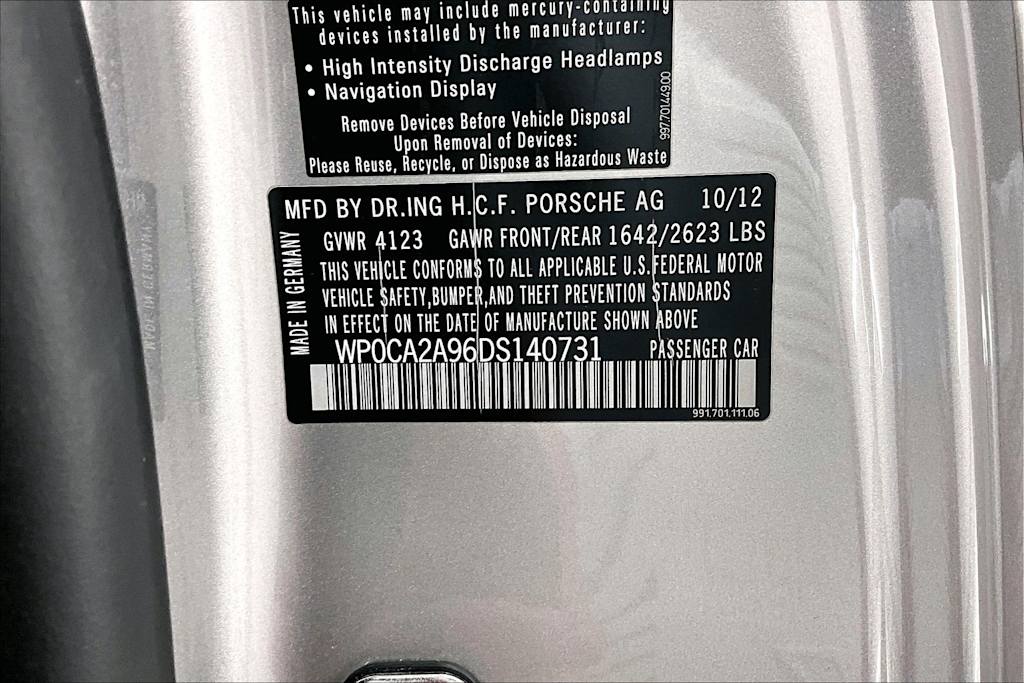 This vehicle may include mercury-containing
devices installed by the manufacturer:
• High Intensity Discharge Headlamps
• Navigation Display
Remove Devices Before Vehicle Disposal
Upon Removal of Devices:
Please Reuse, Recycle, or Dispose as Hazardous Waste
997.701.449.00
MFD BY DR.ING H.C.F. PORSCHE AG 10/12
GVWR 4123 GAWR FRONT/REAR 1642/2623 LBS
THIS VEHICLE CONFORMS TO ALL APPLICABLE U.S.FEDERAL MOTOR
VEHICLE SAFETY,BUMPER,AND THEFT PREVENTION STANDARDS
IN EFFECT ON THE DATE OF MANUFACTURE SHOWN ABOVE
MADE IN GERMANY
WP0CA2A96DS140731 PASSENGER CAR
991.701.111.06